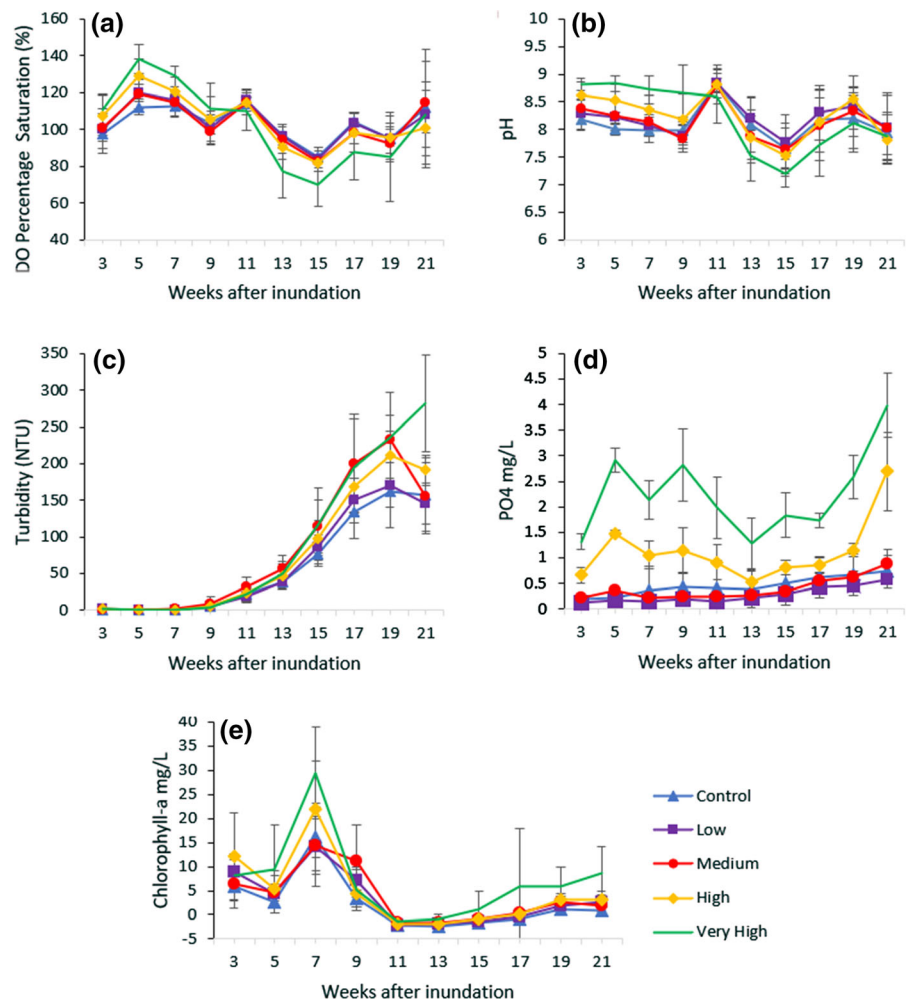 (a)
DO Percentage Saturation (%)
160
140
120
100
80
60
40
3 5 7 9 11 13 15 17 19 21
Weeks after inundation
(b)
pH
10
9.5
9
8.5
8
7.5
7
6.5
6
3 5 7 9 11 13 15 17 19 21
Weeks after inundation
(c)
Turbidity (NTU)
350
300
250
200
150
100
50
0
3 5 7 9 11 13 15 17 19 21
Weeks after inundation
(d)
PO4 mg/L
5
4.5
4
3.5
3
2.5
2
1.5
1
0.5
0
3 5 7 9 11 13 15 17 19 21
Weeks after inundation
(e)
Chlorophyll-a mg/L
40
35
30
25
20
15
10
5
0
-5
3 5 7 9 11 13 15 17 19 21
Weeks after inundation
Control
Low
Medium
High
Very High